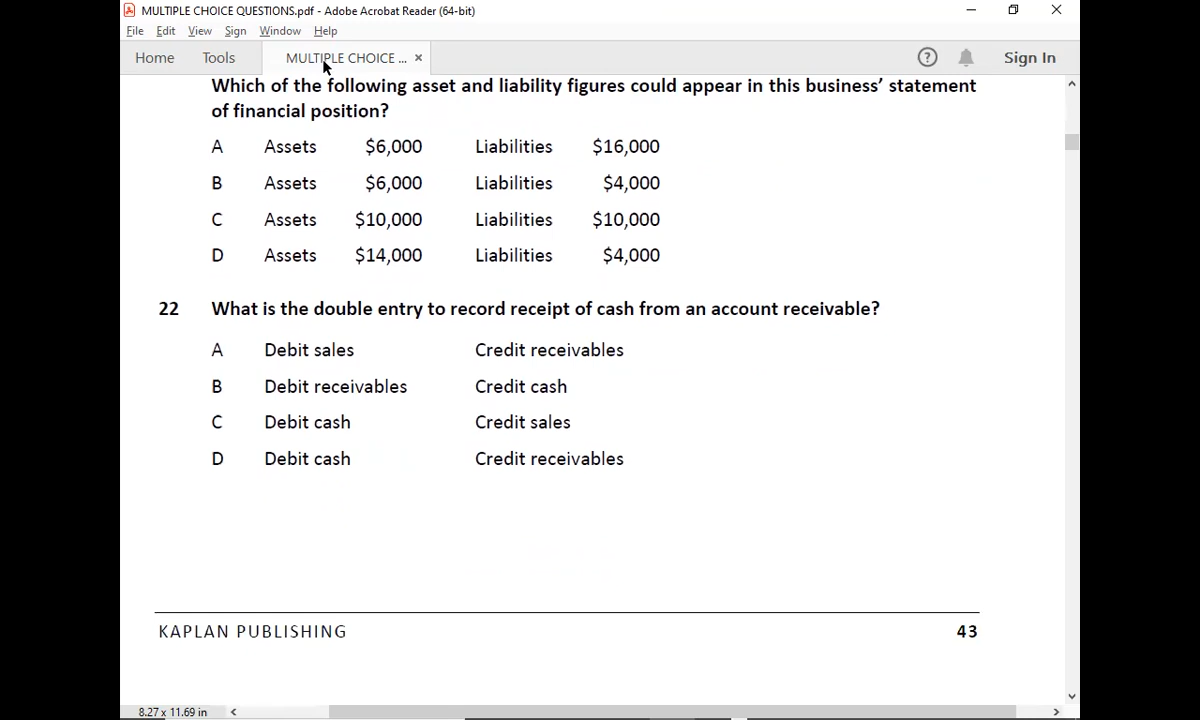 MULTIPLE CHOICE QUESTIONS.pdf - Adobe Acrobat Reader (64-bit)
File Edit View Sign Window Help
Home Tools MULTIPLE CHOICE ... × Sign In
Which of the following asset and liability figures could appear in this business’ statement
of financial position?
A Assets $6,000 Liabilities $16,000
B Assets $6,000 Liabilities $4,000
C Assets $10,000 Liabilities $10,000
D Assets $14,000 Liabilities $4,000
22 What is the double entry to record receipt of cash from an account receivable?
A Debit sales Credit receivables
B Debit receivables Credit cash
C Debit cash Credit sales
D Debit cash Credit receivables
KAPLAN PUBLISHING 43
8.27 x 11.69 in